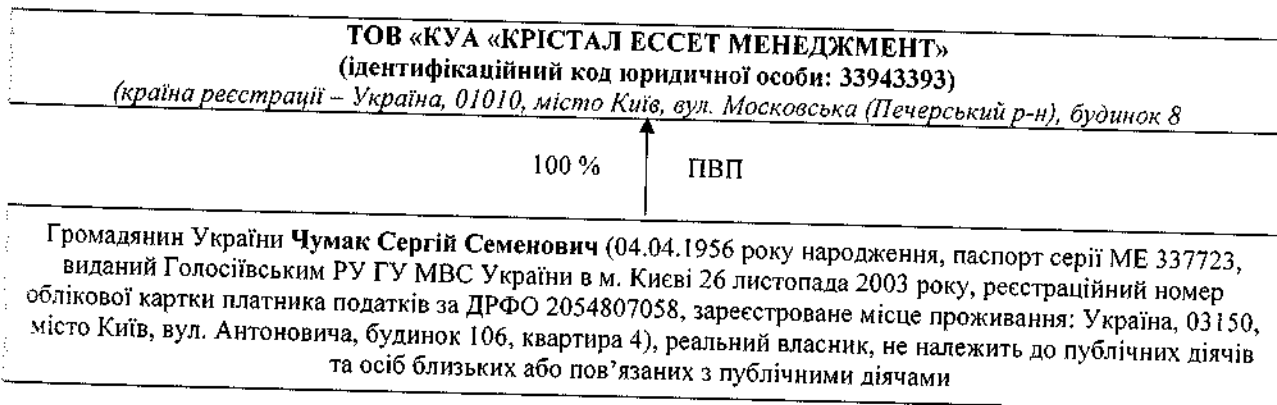 ТОВ «КУА «КРІСТАЛ ЕССЕТ МЕНЕДЖМЕНТ»
(ідентифікаційний код юридичної особи: 33943393)
(країна реєстрації – Україна, 01010, місто Київ, вул. Московська (Печерський р-н), будинок 8
100 % ПВП
Громадянин України Чумак Сергій Семенович (04.04.1956 року народження, паспорт серії МЕ 337723,
виданий Голосіївським РУ ГУ МВС України в м. Києві 26 листопада 2003 року, реєстраційний номер
облікової картки платника податків за ДРФО 2054807058, зареєстроване місце проживання: Україна, 03150,
місто Київ, вул. Антоновича, будинок 106, квартира 4), реальний власник, не належить до публічних діячів
та осіб близьких або пов’язаних з публічними діячами